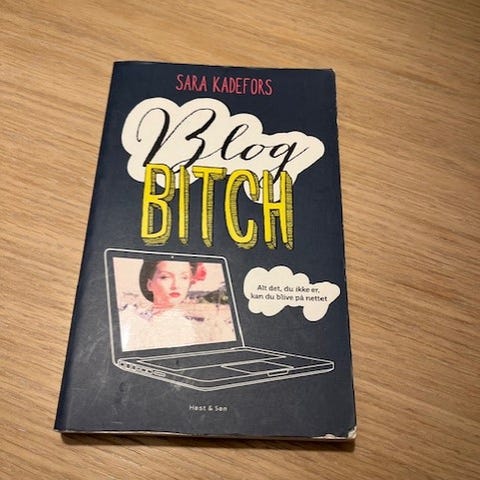 SARA KADEFORS
Blog
BITCH
Alt det, du ikke er,
kan du blive på nettet
Høst & Søn